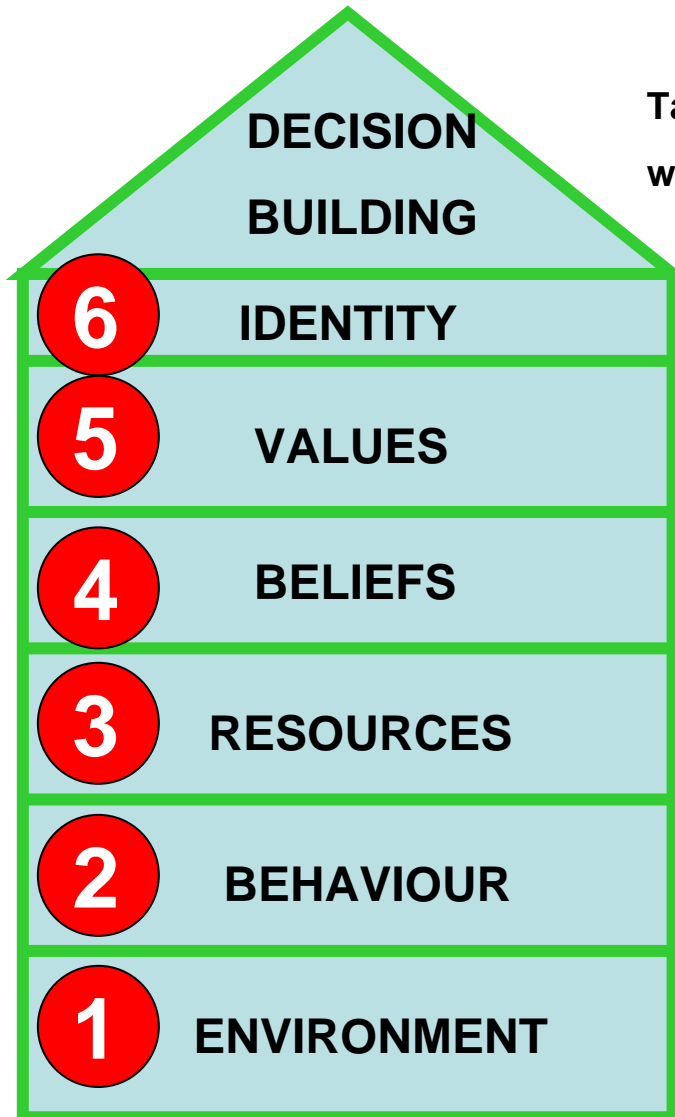 DECISION
BUILDING
6 IDENTITY
5 VALUES
4 BELIEFS
3 RESOURCES
2 BEHAVIOUR
1 ENVIRONMENT